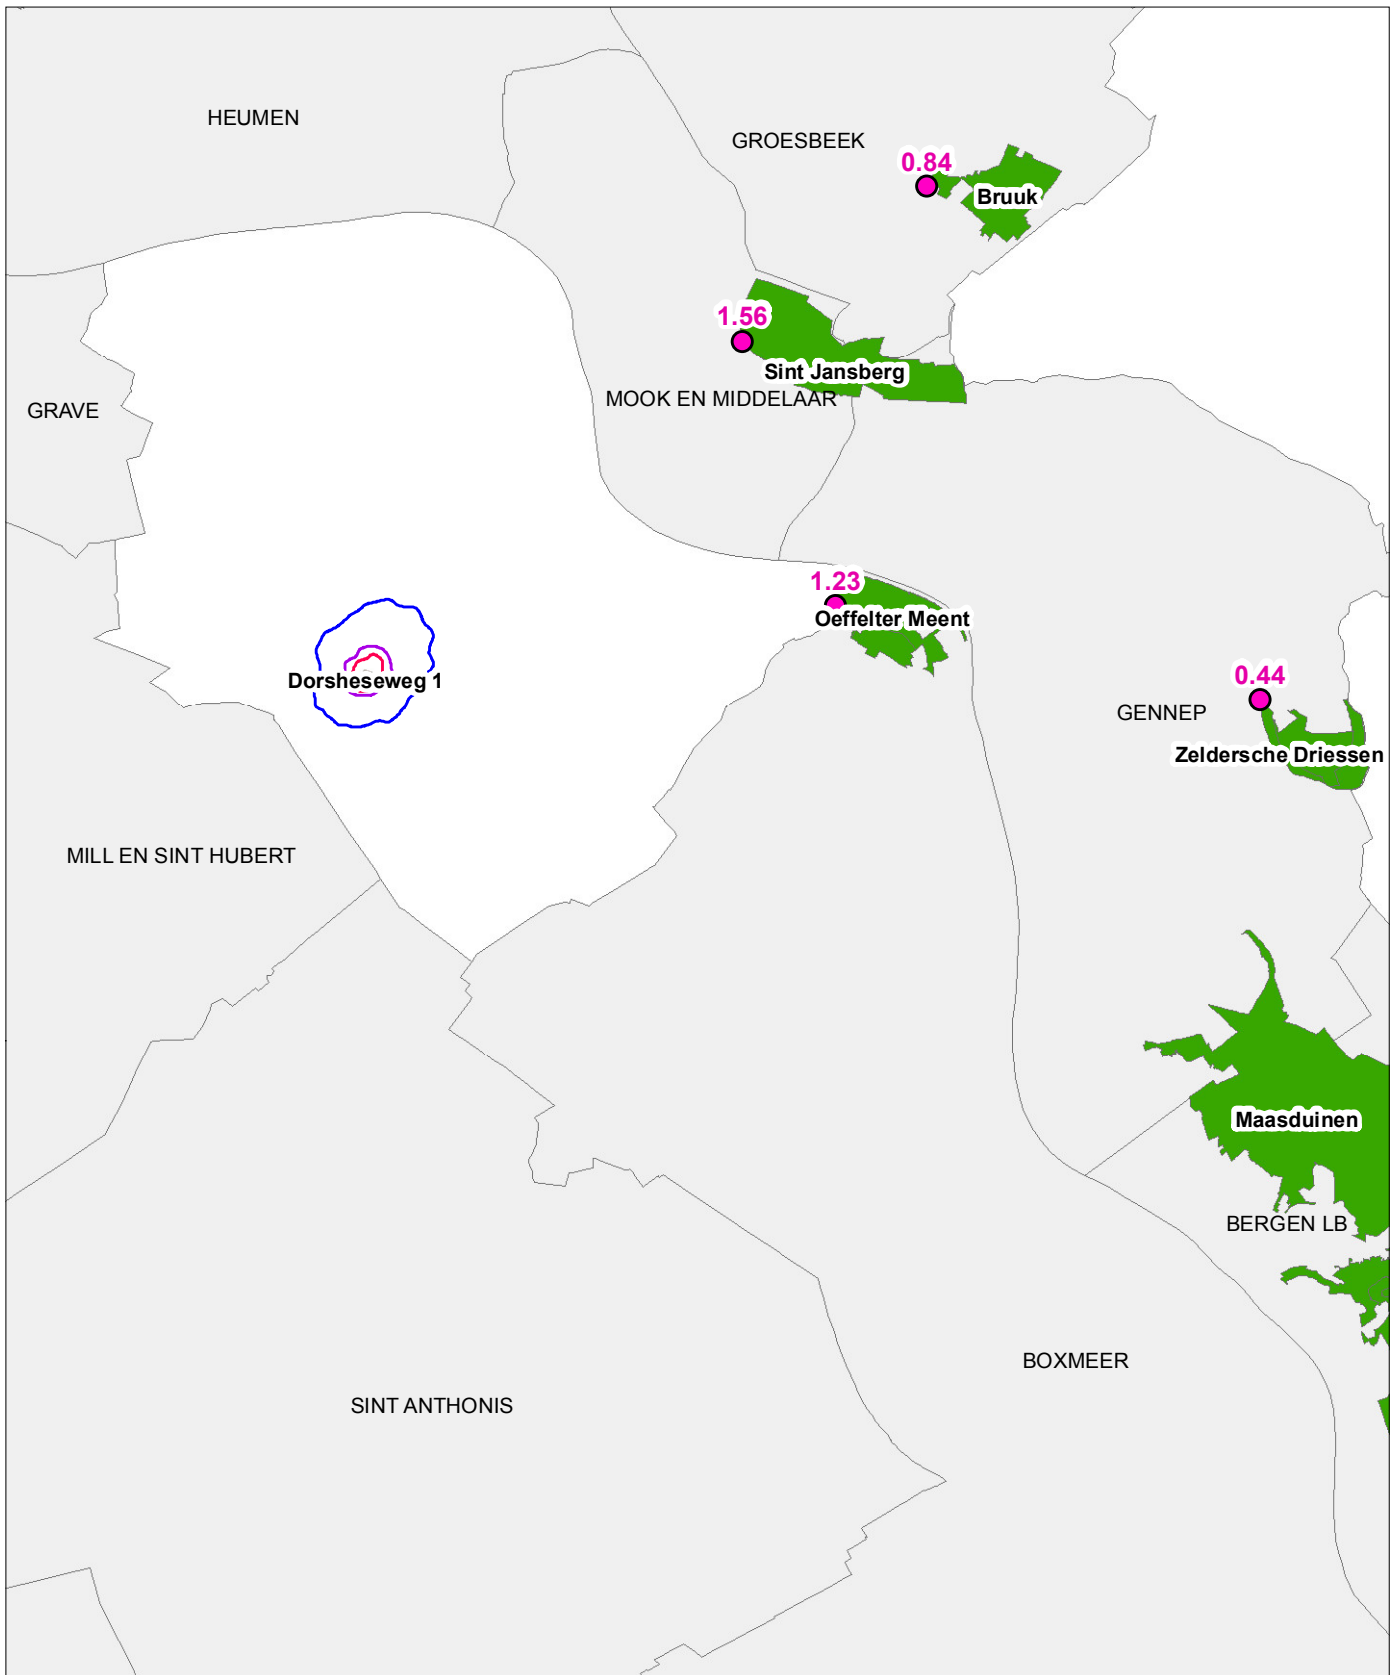 HEUMEN
GROESBEEK
0.84
Bruuk
1.56
Sint Jansberg
MOOK EN MIDDELAAR
GRAVE
1.23
Oeffelter Meent
Dorsheseweg 1
0.44
GENNEP
Zeldersche Driessen
MILL EN SINT HUBERT
Maasduinen
BERGEN LB
BOXMEER
SINT ANTHONIS